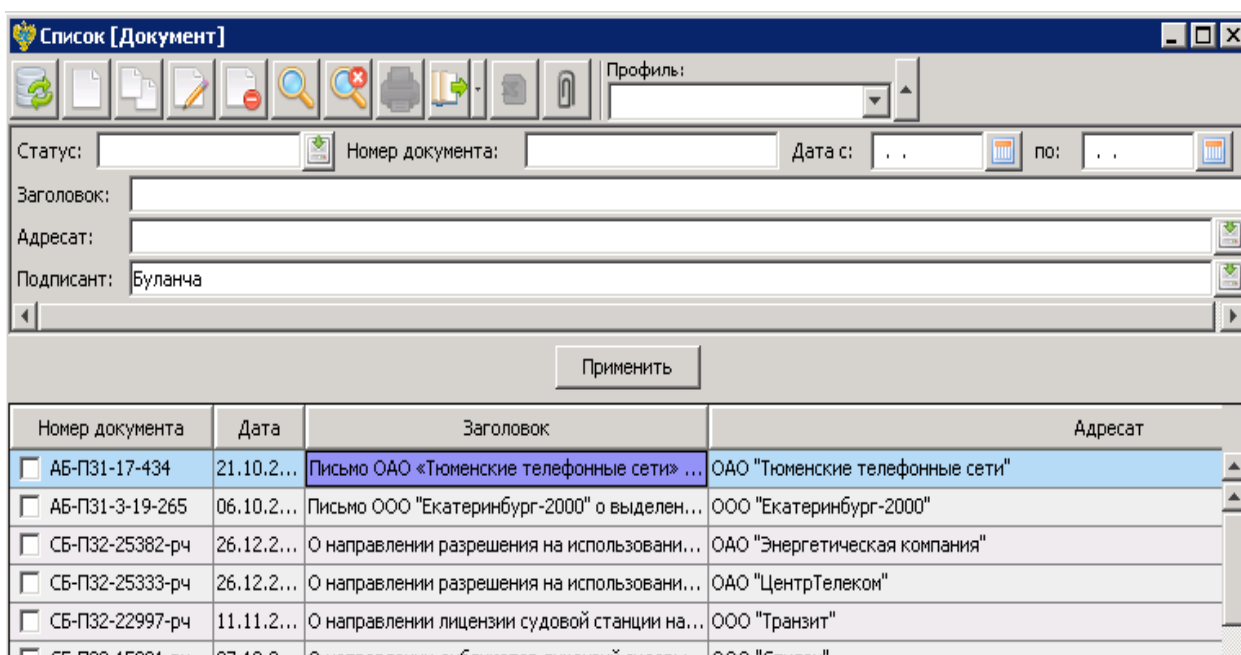 Список [Документ]
Профиль:
Статус: Номер документа: Дата с: . . по: . .
Заголовок:
Адресат:
Подписант: Буланча
Применить
Номер документа Дата Заголовок Адресат
АБ-П31-17-434 21.10.2... Письмо ОАО «Тюменские телефонные сети» ... ОАО "Тюменские телефонные сети"
АБ-П31-3-19-265 06.10.2... Письмо ООО "Екатеринбург-2000" о выделен... ООО "Екатеринбург-2000"
СБ-П32-25382-рч 26.12.2... О направлении разрешения на использовани... ОАО "Энергетическая компания"
СБ-П32-25333-рч 26.12.2... О направлении разрешения на использовани... ОАО "ЦентрТелеком"
СБ-П32-22997-рч 11.11.2... О направлении лицензии судовой станции на... ООО "Транзит"